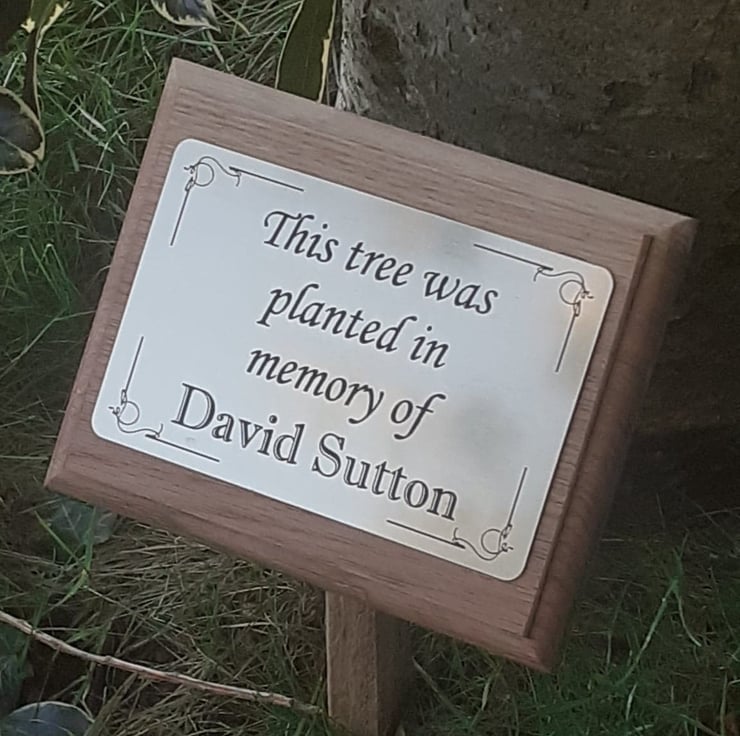 This tree was
planted in
memory of
David Sutton